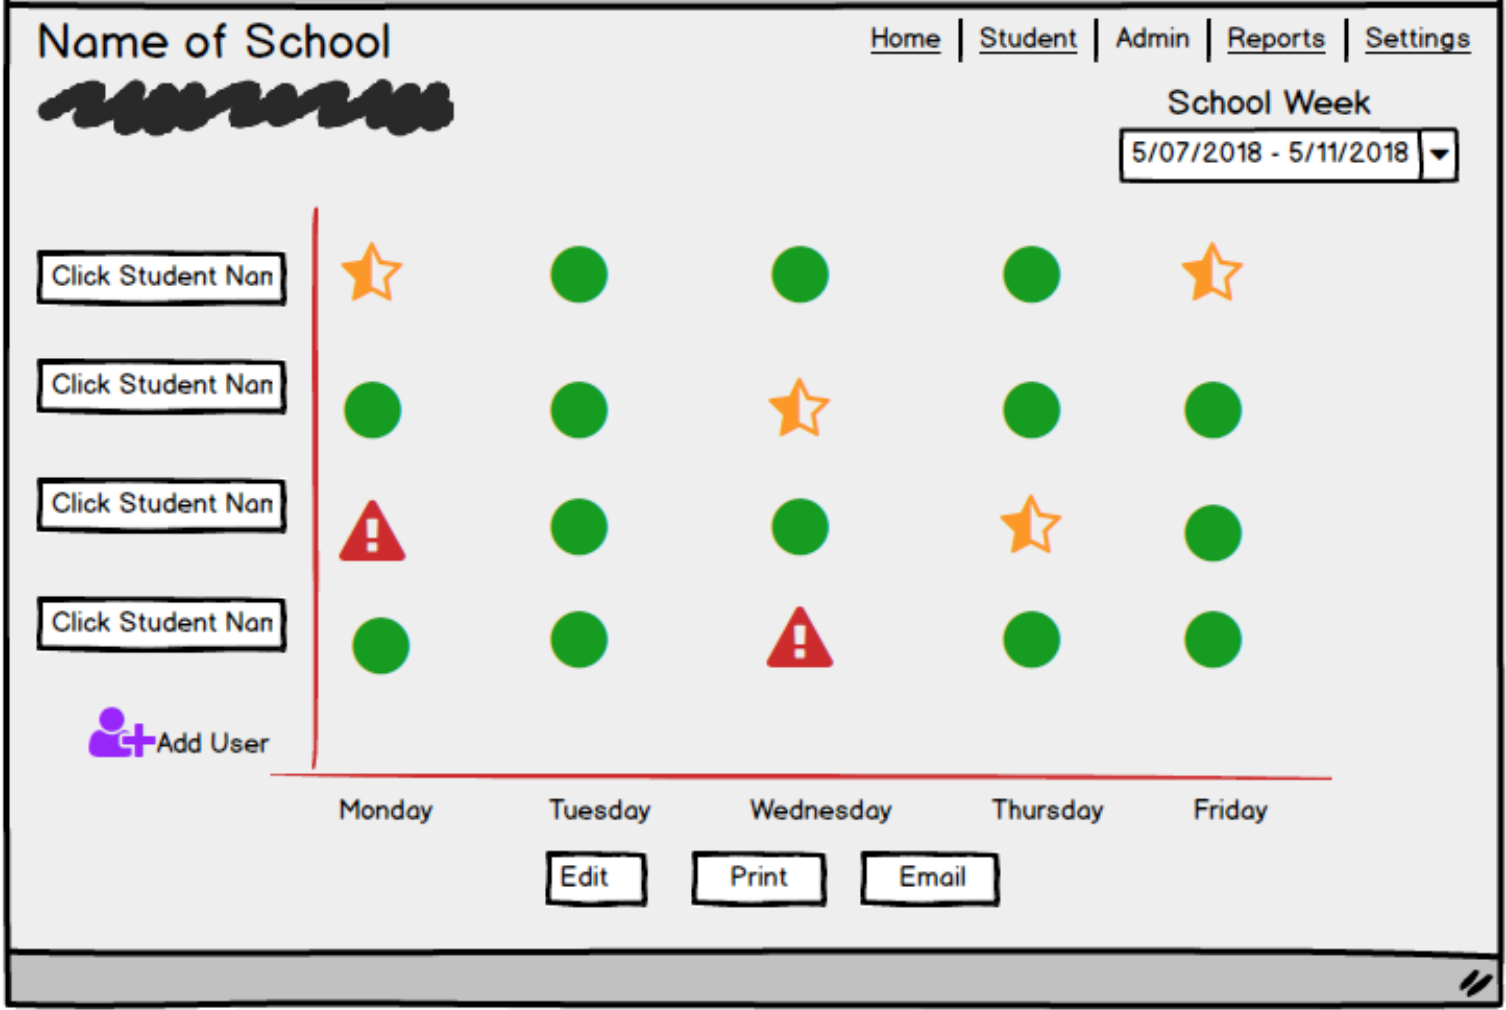 Name of School
Home | Student | Admin | Reports | Settings
School Week
5/07/2018 - 5/11/2018
Click Student Nan
Click Student Nan
Click Student Nan
Click Student Nan
Add User
Monday Tuesday Wednesday Thursday Friday
Edit Print Email